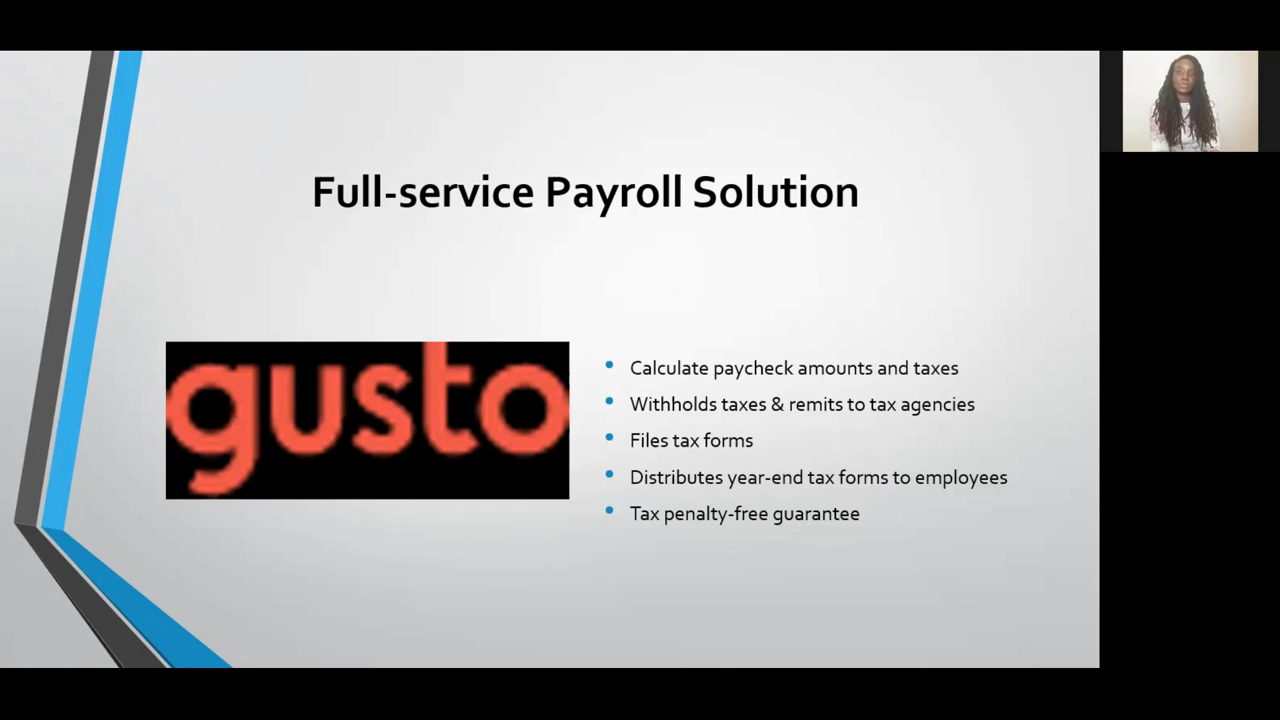 Full-service Payroll Solution
gusto
Calculate paycheck amounts and taxes
Withholds taxes & remits to tax agencies
Files tax forms
Distributes year-end tax forms to employees
Tax penalty-free guarantee